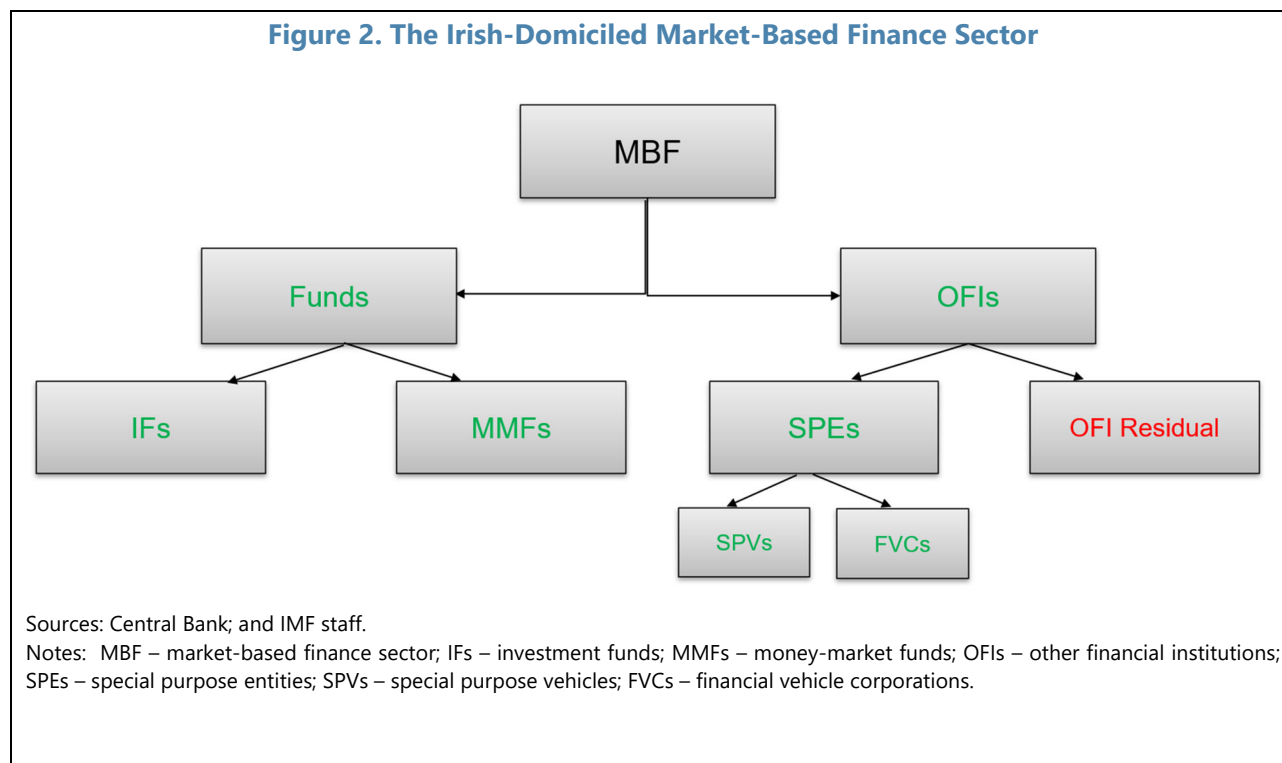 Figure 2. The Irish-Domiciled Market-Based Finance Sector
MBF
Funds
OFIs
IFs
MMFs
SPEs
OFI Residual
SPVs
FVCs
Sources: Central Bank; and IMF staff.
Notes: MBF – market-based finance sector; IFs – investment funds; MMFs – money-market funds; OFIs – other financial institutions;
SPEs – special purpose entities; SPVs – special purpose vehicles; FVCs – financial vehicle corporations.